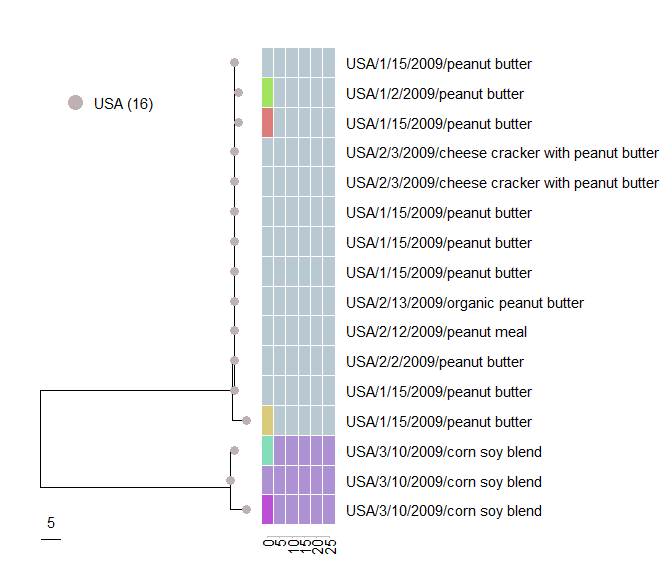 USA/1/15/2009/peanut butter
USA (16)
USA/1/2/2009/peanut butter
USA/1/15/2009/peanut butter
USA/2/3/2009/cheese cracker with peanut butter
USA/2/3/2009/cheese cracker with peanut butter
USA/1/15/2009/peanut butter
USA/1/15/2009/peanut butter
USA/1/15/2009/peanut butter
USA/2/13/2009/organic peanut butter
USA/2/12/2009/peanut meal
USA/2/2/2009/peanut butter
USA/1/15/2009/peanut butter
USA/1/15/2009/peanut butter
USA/3/10/2009/corn soy blend
USA/3/10/2009/corn soy blend
USA/3/10/2009/corn soy blend
5
0 5 10 15 20 25